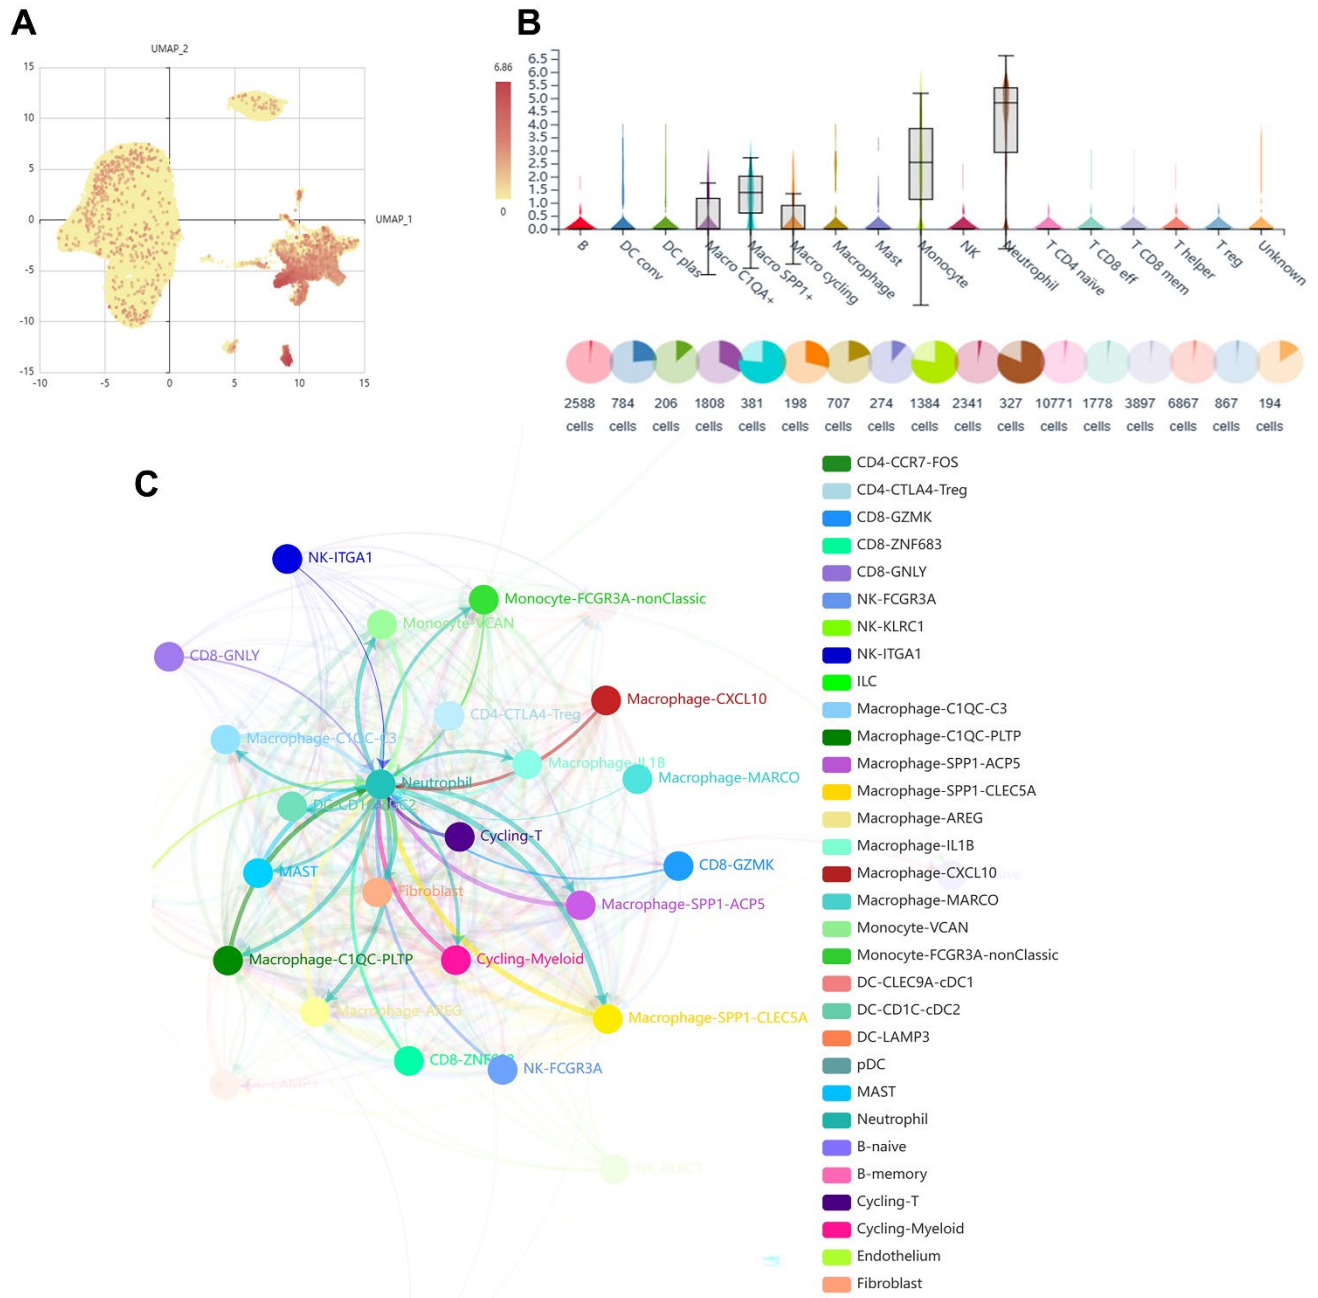 A
B
UMAP_2
15
10
5
0
-5
-10
-15
-10
-5
0
5
10
15
UMAP_1
6.86
0
6.5
6.0
5.5
5.0
4.5
4.0
3.5
3.0
2.5
2.0
1.5
1.0
0.5
0.0
B
DC conv
DC plas
Macro C1QA+
Macro SPP1+
Macro cycling
Macrophage
Mast
Monocyte
NK
Neutrophil
T CD4 naïve
T CD8 eff
T CD8 mem
T helper
T reg
Unknown
2588 784 206 1808 381 198 707 274 1384 2341 327 10771 1778 3897 6867 867 194
cells cells cells cells cells cells cells cells cells cells cells cells cells cells cells cells cells
C
NK-ITGA1
Monocyte-FCGR3A-nonClassic
Monocyte-VCAN
CD8-GNLY
Macrophage-CXCL10
CD4-CTLA4-Treg
Macrophage-C1QC-C3
Macrophage-IL1B
Macrophage-MARCO
Neutrophil
Cycling-T
CD8-GZMK
MAST
Fibroblast
Macrophage-SPP1-ACP5
Macrophage-C1QC-PLTP
Cycling-Myeloid
Macrophage-AREG
Macrophage-SPP1-CLEC5A
NK-FCGR3A
NK-KLRC1
CD4-CCR7-FOS
CD4-CTLA4-Treg
CD8-GZMK
CD8-ZNF683
CD8-GNLY
NK-FCGR3A
NK-KLRC1
NK-ITGA1
ILC
Macrophage-C1QC-C3
Macrophage-C1QC-PLTP
Macrophage-SPP1-ACP5
Macrophage-SPP1-CLEC5A
Macrophage-AREG
Macrophage-IL1B
Macrophage-CXCL10
Macrophage-MARCO
Monocyte-VCAN
Monocyte-FCGR3A-nonClassic
DC-CLEC9A-cDC1
DC-CD1C-cDC2
DC-LAMP3
pDC
MAST
Neutrophil
B-naive
B-memory
Cycling-T
Cycling-Myeloid
Endothelium
Fibroblast